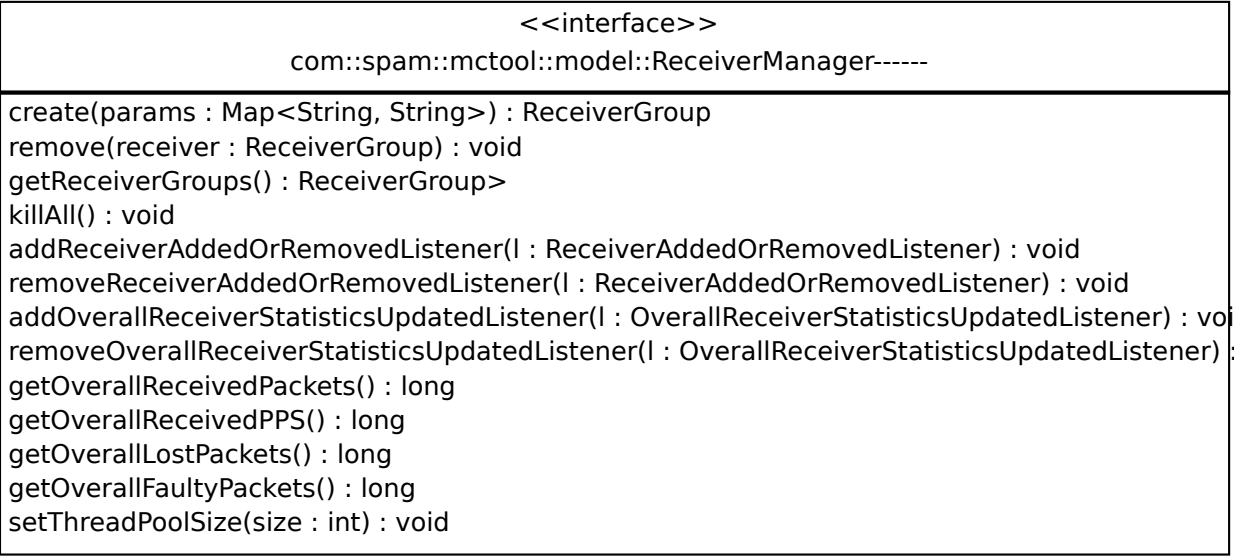 <<interface>>
com::spam::mctool::model::ReceiverManager------
create(params : Map<String, String>) : ReceiverGroup
remove(receiver : ReceiverGroup) : void
getReceiverGroups() : ReceiverGroup>
killAll() : void
addReceiverAddedOrRemovedListener(l : ReceiverAddedOrRemovedListener) : void
removeReceiverAddedOrRemovedListener(l : ReceiverAddedOrRemovedListener) : void
addOverallReceiverStatisticsUpdatedListener(l : OverallReceiverStatisticsUpdatedListener) : voi
removeOverallReceiverStatisticsUpdatedListener(l : OverallReceiverStatisticsUpdatedListener) :
getOverallReceivedPackets() : long
getOverallReceivedPPS() : long
getOverallLostPackets() : long
getOverallFaultyPackets() : long
setThreadPoolSize(size : int) : void